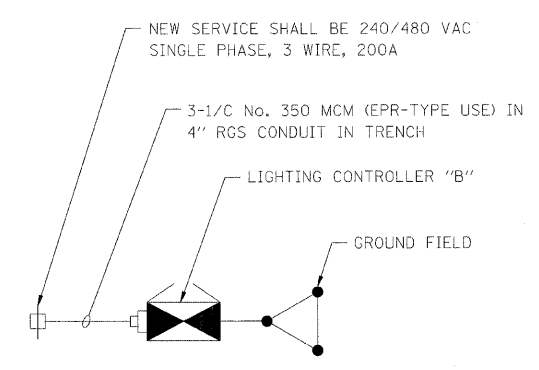 NEW SERVICE SHALL BE 240/480 VAC
SINGLE PHASE, 3 WIRE, 200A
3-1/C No. 350 MCM (EPR-TYPE USE) IN
4" RGS CONDUIT IN TRENCH
LIGHTING CONTROLLER "B"
GROUND FIELD